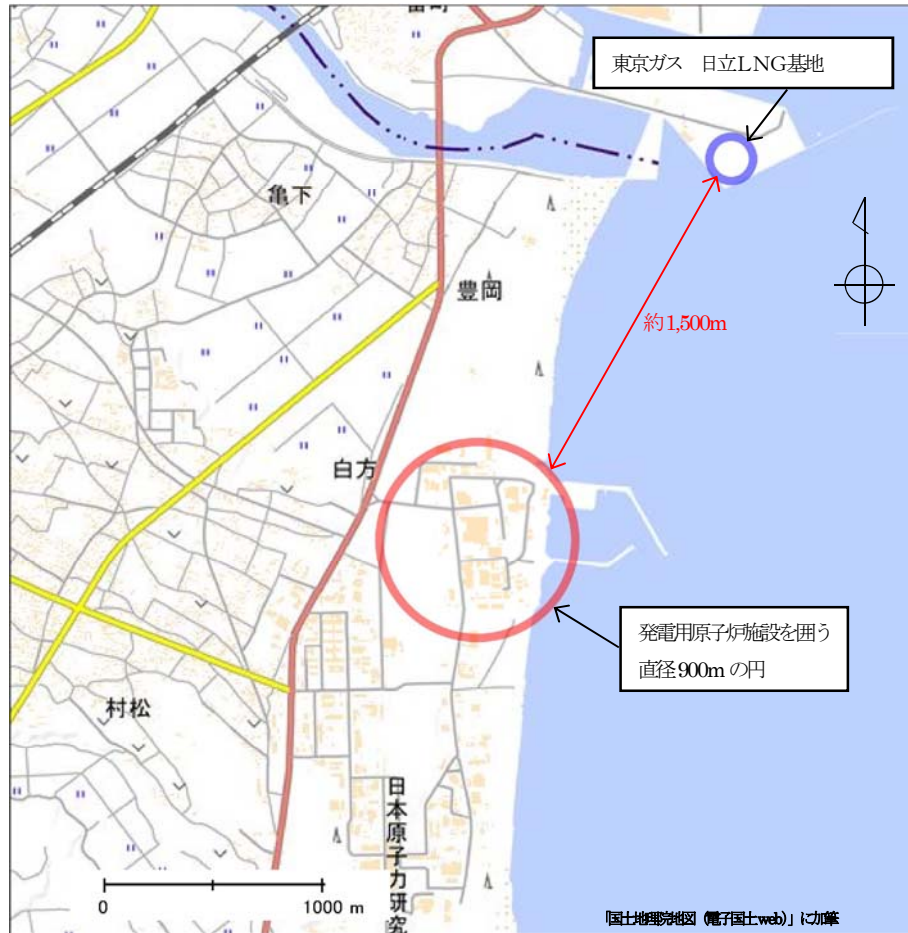 東京ガス 日立LNG基地
亀下
豊岡
約1,500m
白方
発電用原子炉施設を囲う
直径900mの円
村松
日本原子力研究
0 1000 m
「国土地理院地図(電子国土web)」に加筆